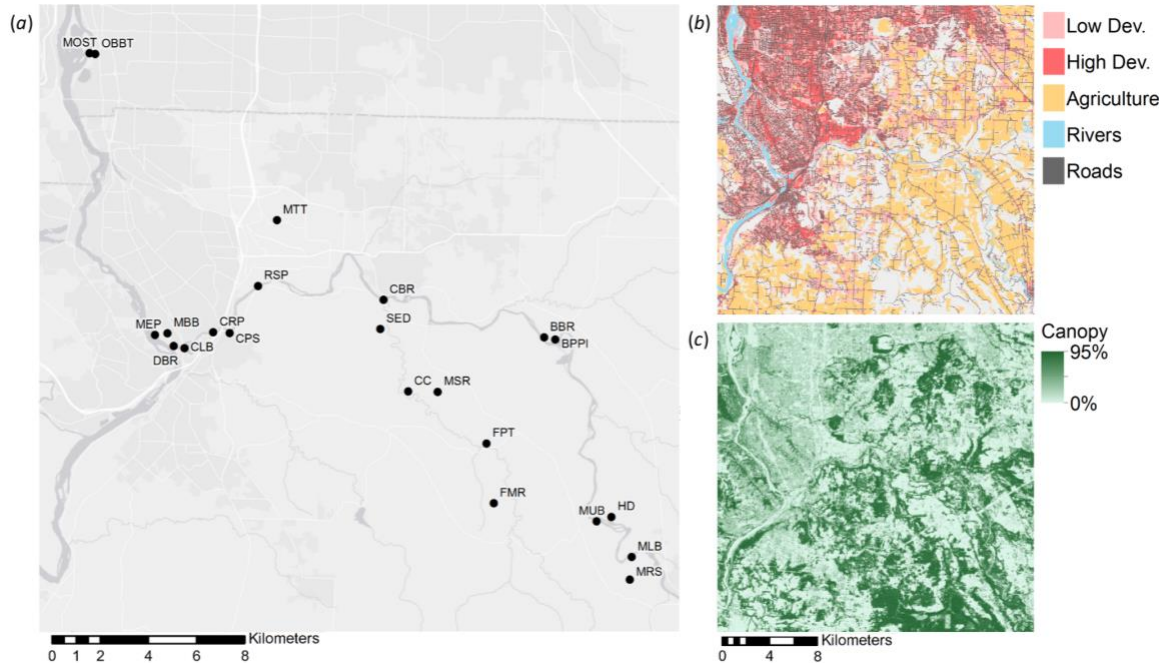 (a)
MOST OBBT
MTT
RSP
CBR
SED
MEP
MBB
CRP
CPS
DBR
CLB
BBR
BPPI
CC
MSR
FPT
FMR
MUB
HD
MLB
MRS
Kilometers
0 1 2 4 6 8
(b)
Low Dev.
High Dev.
Agriculture
Rivers
Roads
(c)
Canopy
95%
0%
Kilometers
0 2 4 8